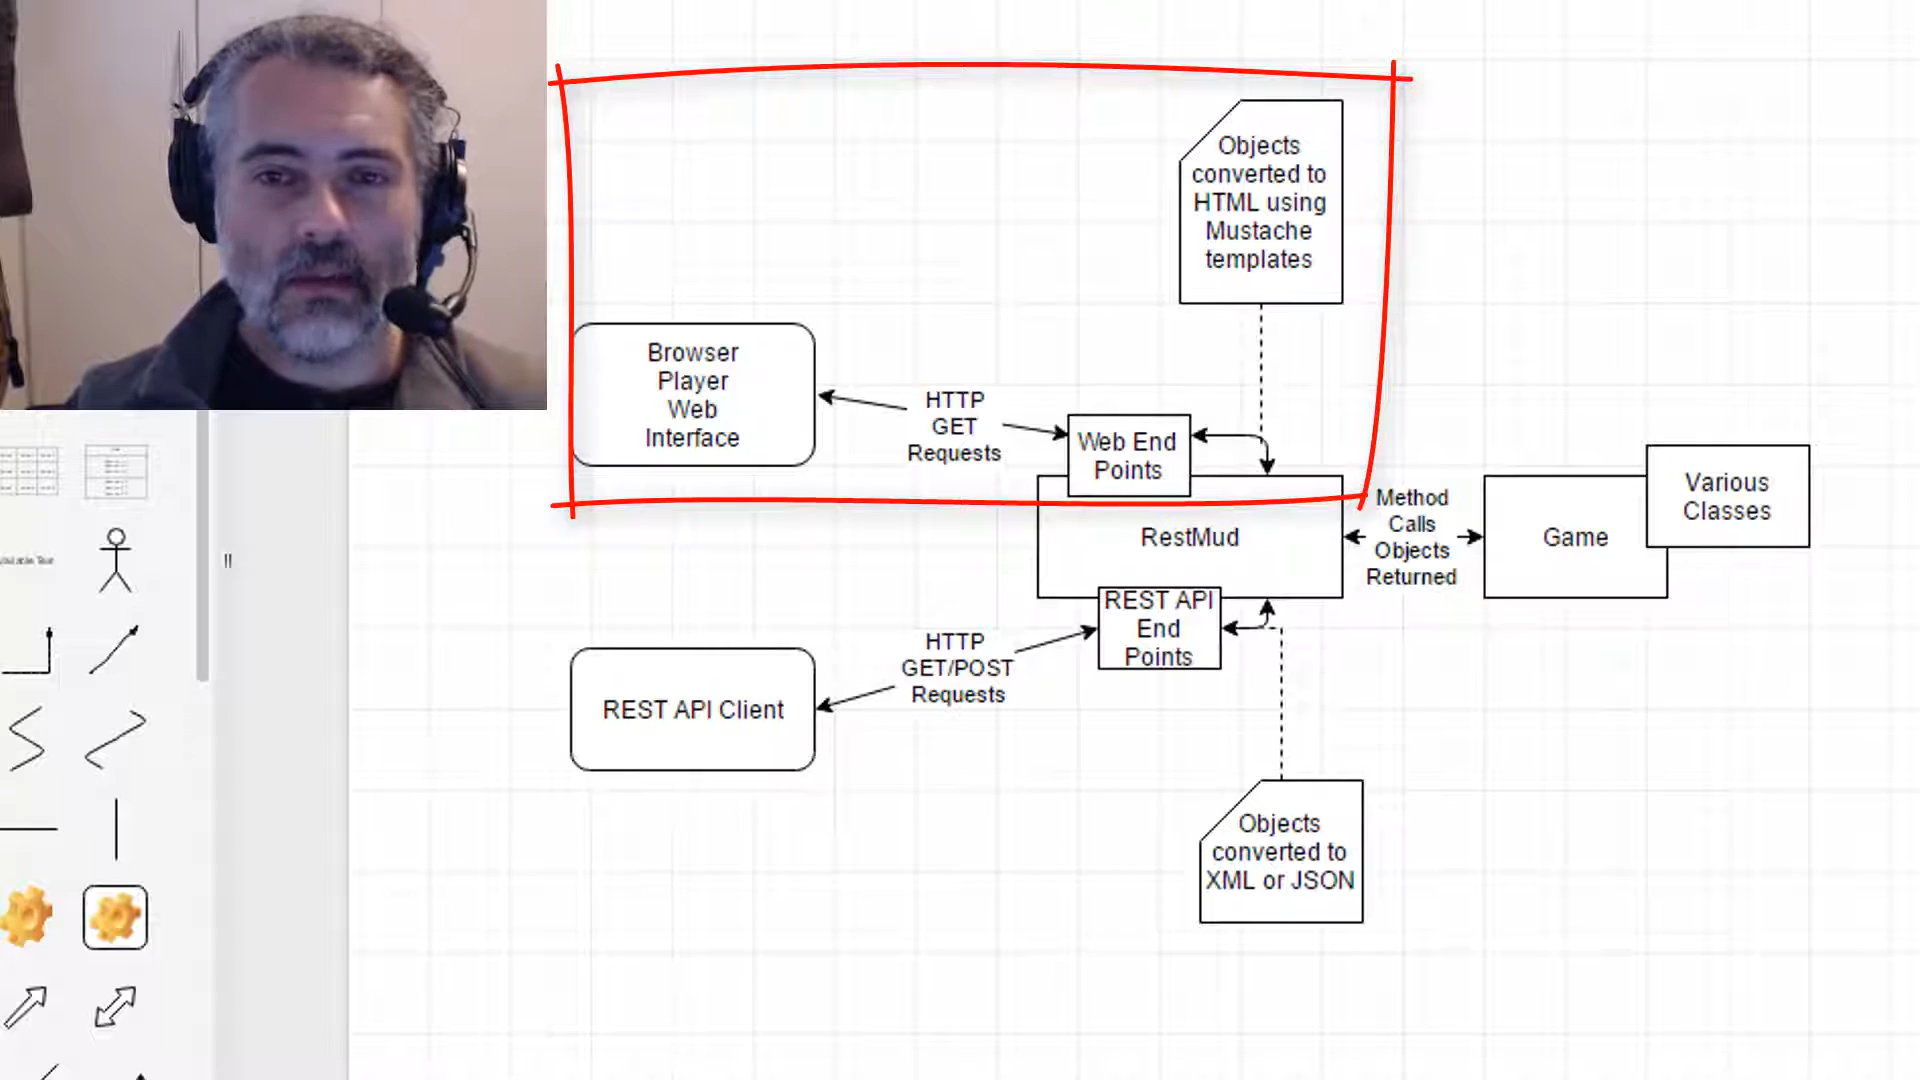 Objects
converted to
HTML using
Mustache
templates
Browser
Player
Web
Interface
HTTP
GET
Requests
Web End
Points
RestMud
Method
Calls
Objects
Returned
Game
Various
Classes
REST API
End
Points
HTTP
GET/POST
Requests
REST API Client
Objects
converted to
XML or JSON